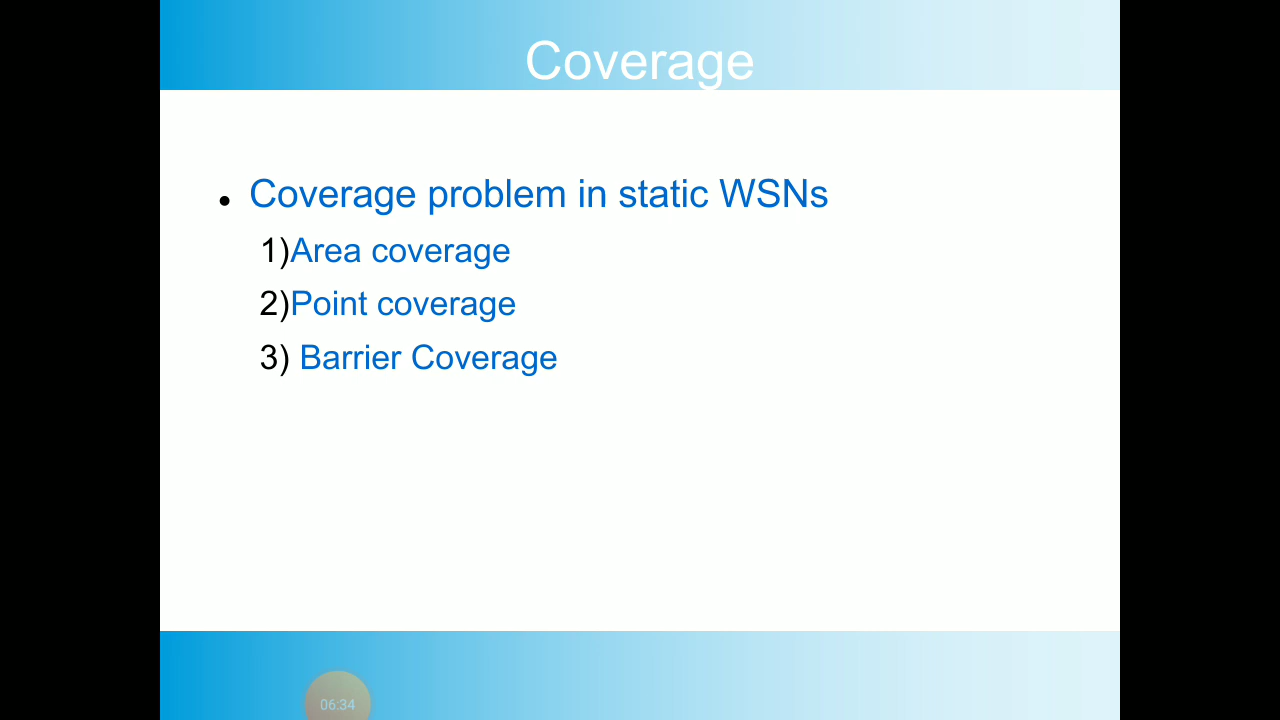 Coverage
• Coverage problem in static WSNs
1)Area coverage
2)Point coverage
3) Barrier Coverage
06:34